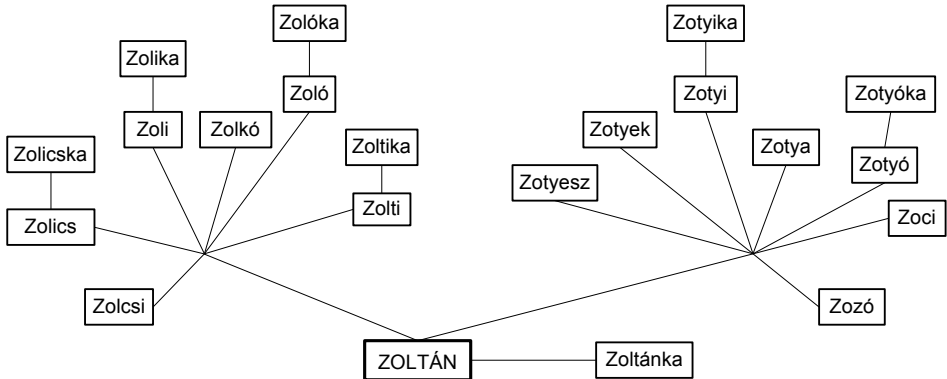 Zolóka
Zotyika
Zolika
Zoló
Zotyi
Zotyóka
Zoli
Zolkó
Zotyek
Zolicska
Zoltika
Zotya
Zotyó
Zotyesz
Zolics
Zolti
Zoci
Zolcsi
Zozó
ZOLTÁN
Zoltánka